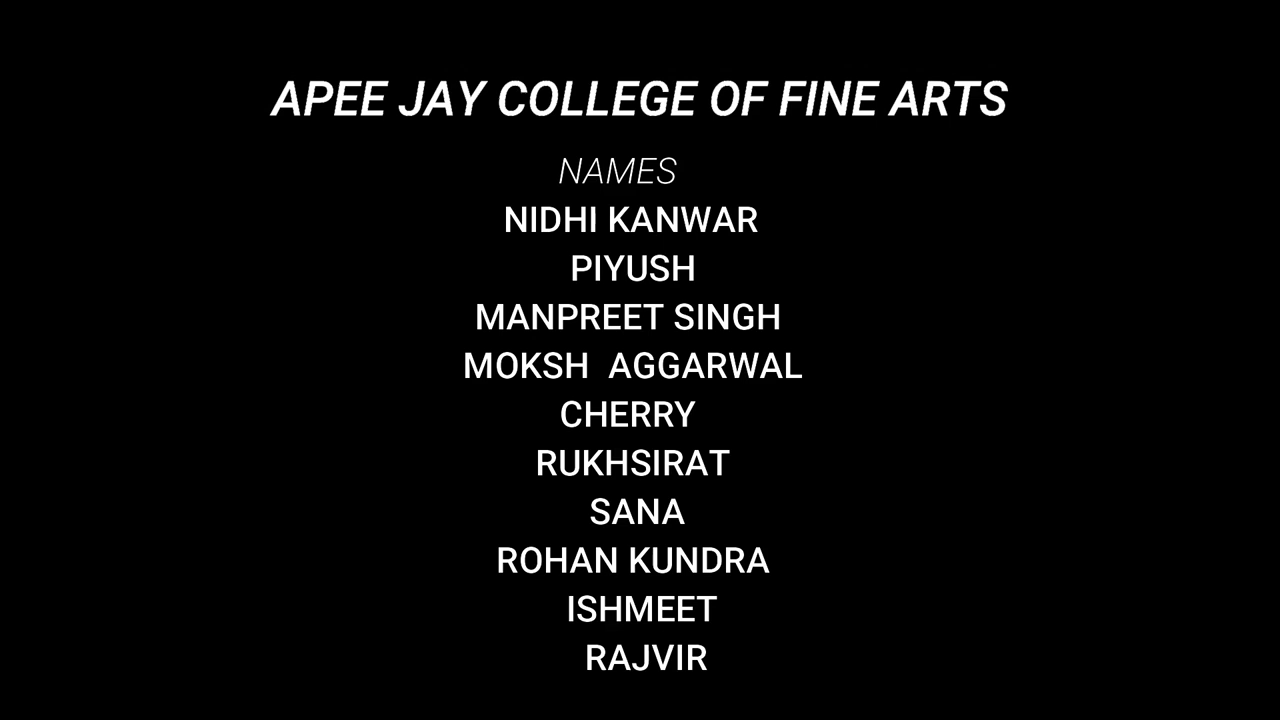 APEE JAY COLLEGE OF FINE ARTS
NAMES
NIDHI KANWAR
PIYUSH
MANPREET SINGH
MOKSH  AGGARWAL
CHERRY
RUKHSIRAT
SANA
ROHAN KUNDRA
ISHMEET
RAJVIR